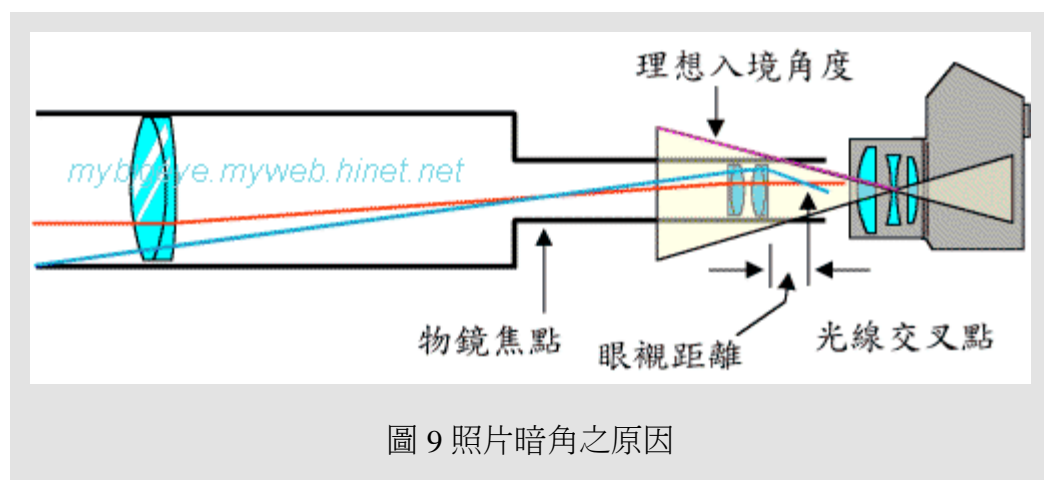 理想入境角度
mybosye.myweb.hinet.net
物鏡焦點
眼襯距離
光線交叉點
圖 9 照片暗角之原因